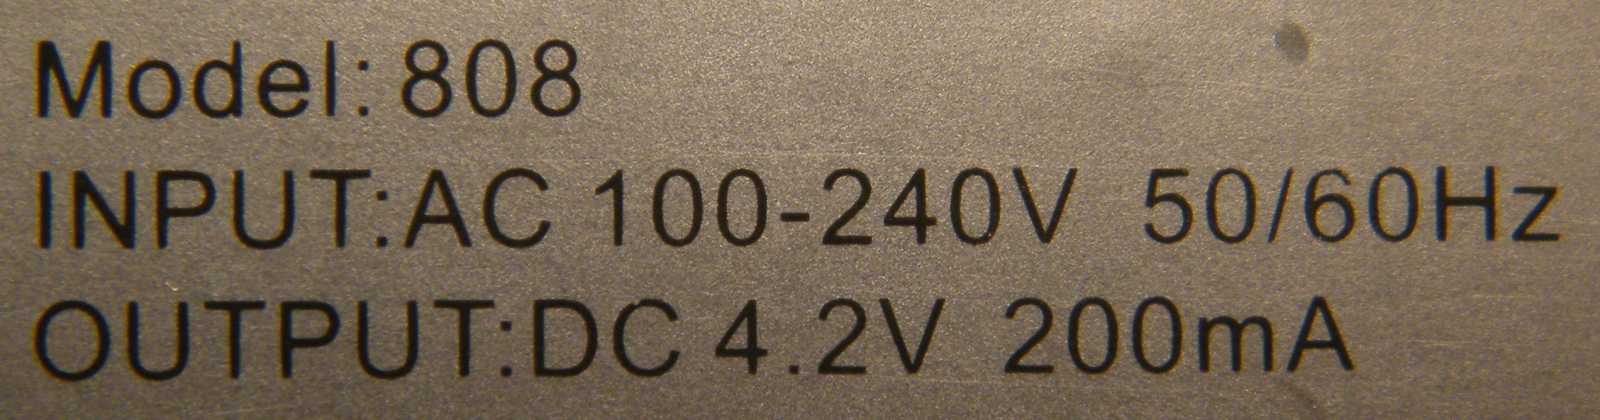 Model: 808
INPUT:AC 100-240V 50/60Hz
OUTPUT:DC 4.2V 200mA